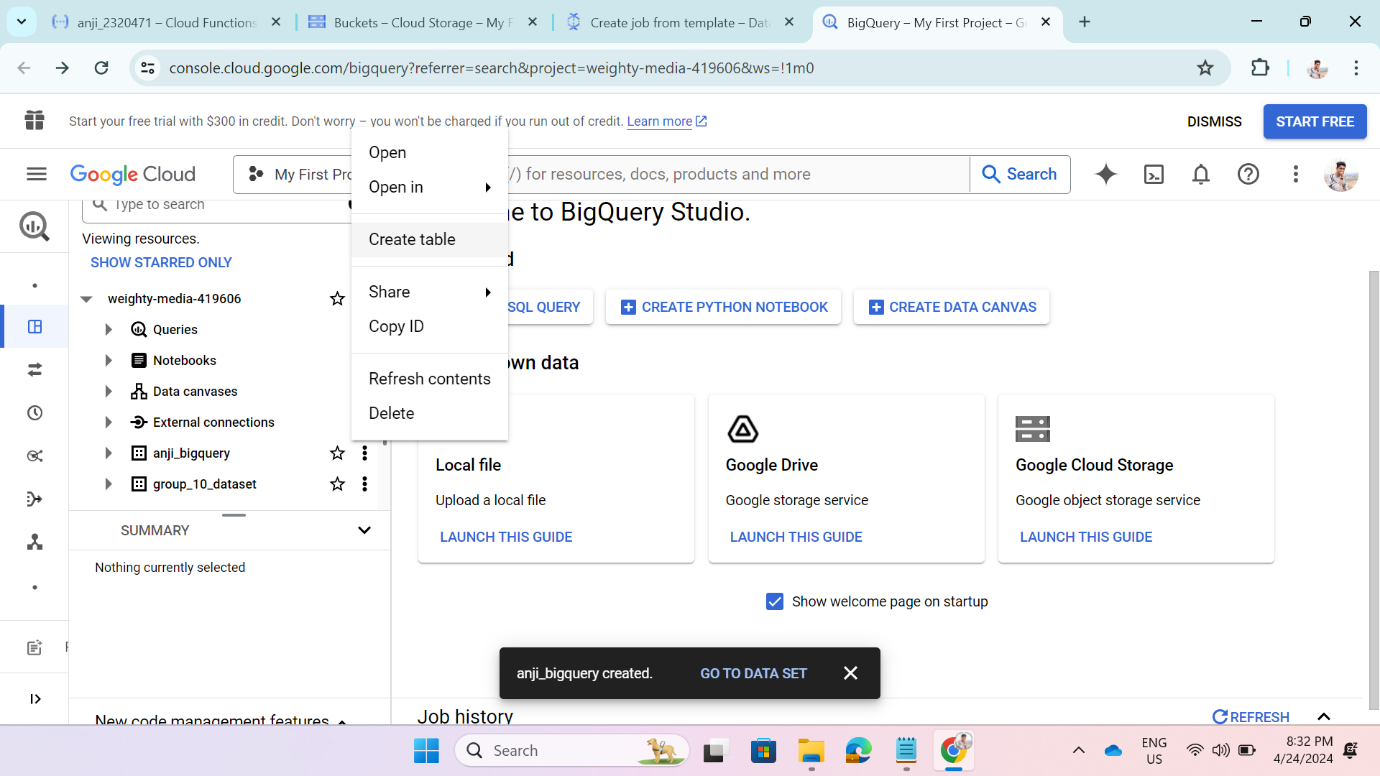 anji_2320471 – Cloud Functions
Buckets – Cloud Storage – My F
Create job from template – Dat
BigQuery – My First Project – G
console.cloud.google.com/bigquery?referrer=search&project=weighty-media-419606&ws=!1m0
Start your free trial with $300 in credit. Don't worry – you won't be charged if you run out of credit. Learn more
DISMISS
START FREE
Google Cloud
My First Pro
/) for resources, docs, products and more
Search
Type to search
Viewing resources.
SHOW STARRED ONLY
weighty-media-419606
Queries
Notebooks
Data canvases
External connections
anji_bigquery
group_10_dataset
SUMMARY
Nothing currently selected
New code management features
Open
Open in
Create table
Share
Copy ID
Refresh contents
Delete
e to BigQuery Studio.
d
SQL QUERY
CREATE PYTHON NOTEBOOK
CREATE DATA CANVAS
own data
Local file
Upload a local file
LAUNCH THIS GUIDE
Google Drive
Google storage service
LAUNCH THIS GUIDE
Google Cloud Storage
Google object storage service
LAUNCH THIS GUIDE
Show welcome page on startup
anji_bigquery created.
GO TO DATA SET
Job history
REFRESH
Search
ENG
US
8:32 PM
4/24/2024